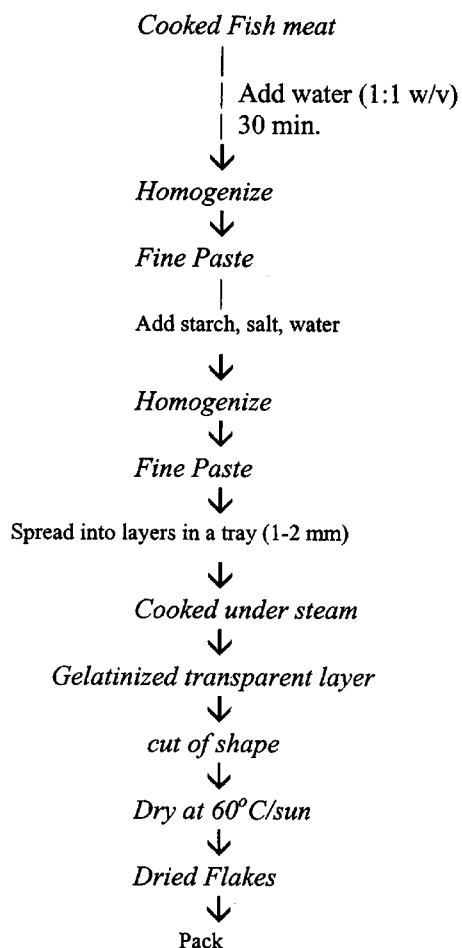 Cooked Fish meat
Add water (1:1 w/v)
30 min.
Homogenize
Fine Paste
Add starch, salt, water
Homogenize
Fine Paste
Spread into layers in a tray (1-2 mm)
Cooked under steam
Gelatinized transparent layer
cut of shape
Dry at 60°C/sun
Dried Flakes
Pack